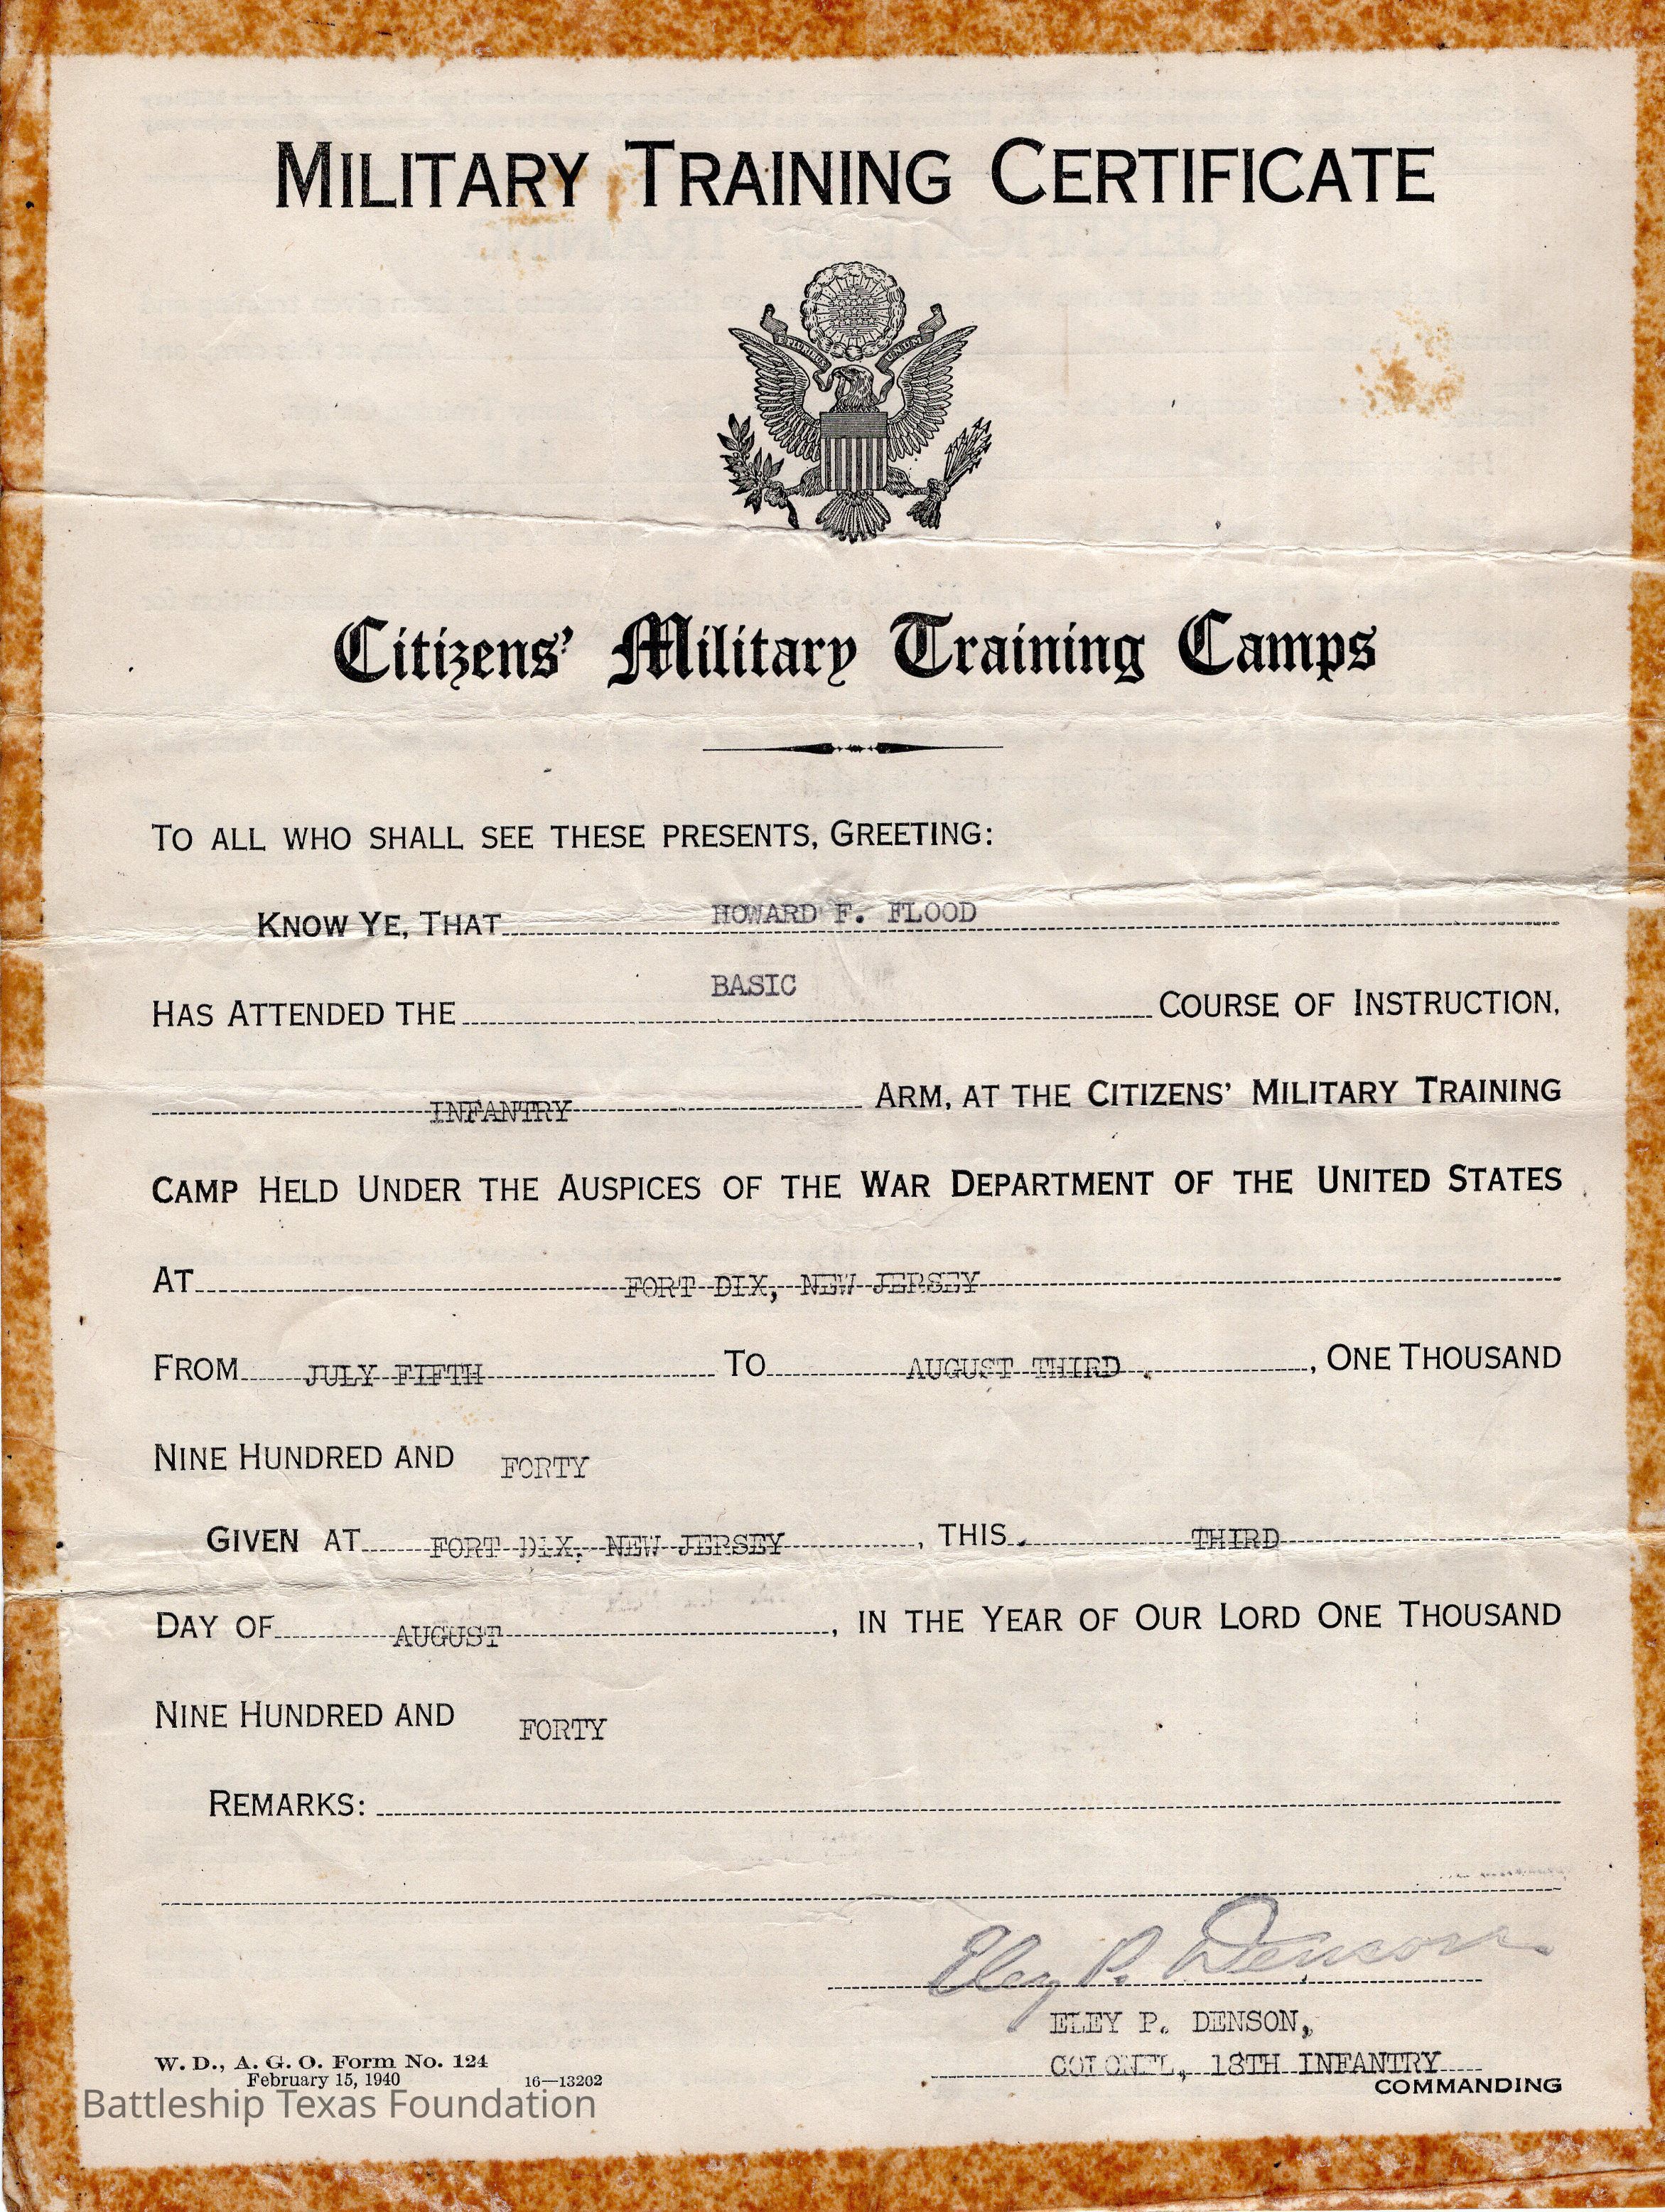 MILITARY TRAINING CERTIFICATE
E PLURIBUS UNUM
Citizens' Military Training Camps
TO ALL WHO SHALL SEE THESE PRESENTS, GREETING:
KNOW YE, THAT HOWARD F. FLOOD
HAS ATTENDED THE BASIC COURSE OF INSTRUCTION,
INFANTRY ARM, AT THE CITIZENS' MILITARY TRAINING
CAMP HELD UNDER THE AUSPICES OF THE WAR DEPARTMENT OF THE UNITED STATES
AT FORT DIX, NEW JERSEY
FROM JULY FIFTH TO AUGUST THIRD , ONE THOUSAND
NINE HUNDRED AND FORTY
GIVEN AT FORT DIX, NEW JERSEY , THIS THIRD
DAY OF AUGUST , IN THE YEAR OF OUR LORD ONE THOUSAND
NINE HUNDRED AND FORTY
REMARKS:
Eley P. Denson
ELEY P. DENSON,
COLONEL, 18TH INFANTRY
COMMANDING
W. D., A. G. O. Form No. 124
February 15, 1940 16—13202
Battleship Texas Foundation